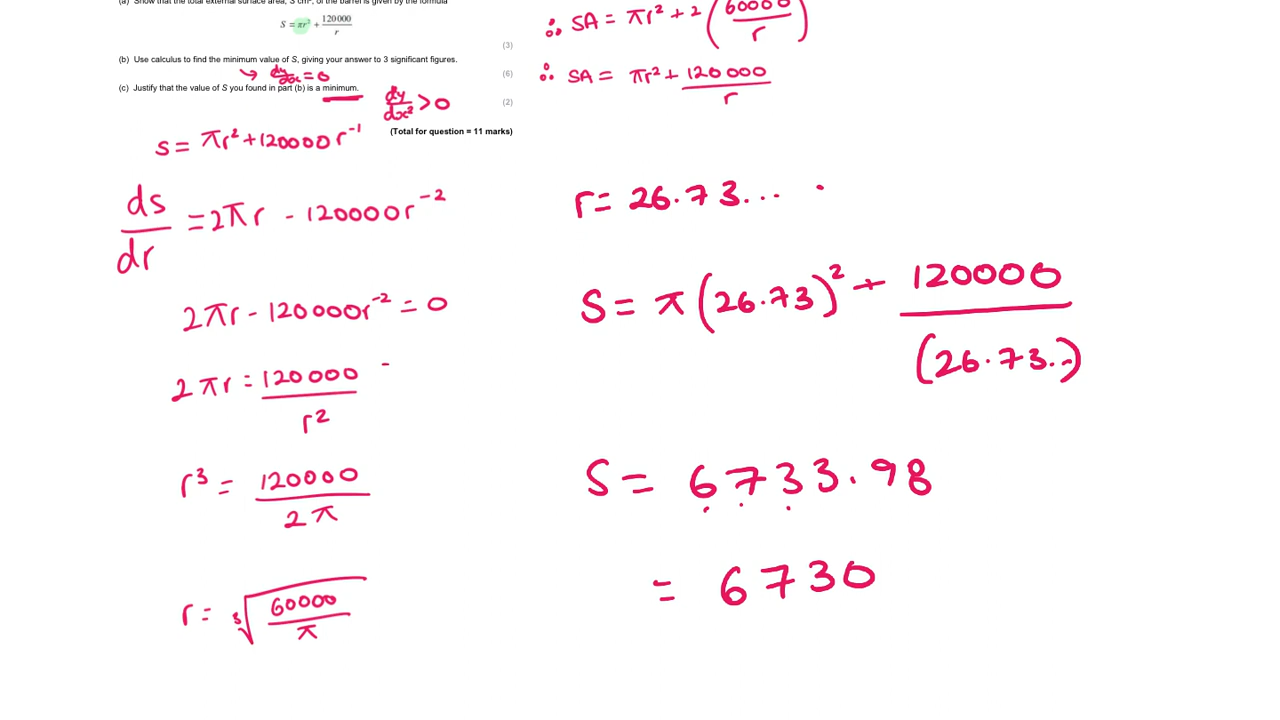 (a) Show that the total external surface area, S cm², of the barrel is given by the formula
S = πr² + 120000/r
(3)
(b) Use calculus to find the minimum value of S, giving your answer to 3 significant figures.
↪ dy/dx = 0
(6)
(c) Justify that the value of S you found in part (b) is a minimum.
dy/dx² > 0
(2)
(Total for question = 11 marks)
S = πr² + 120000r⁻¹
ds/dr = 2πr - 120000r⁻²
2πr - 120000r⁻² = 0
2πr = 120000/r²
r³ = 120000/2π
r = ³√(60000/π)
∴ SA = πr² + 2(60000/r)
∴ SA = πr² + 120000/r
r = 26.73...
S = π(26.73)² + 120000/(26.73..)
S = 6733.98
= 6730